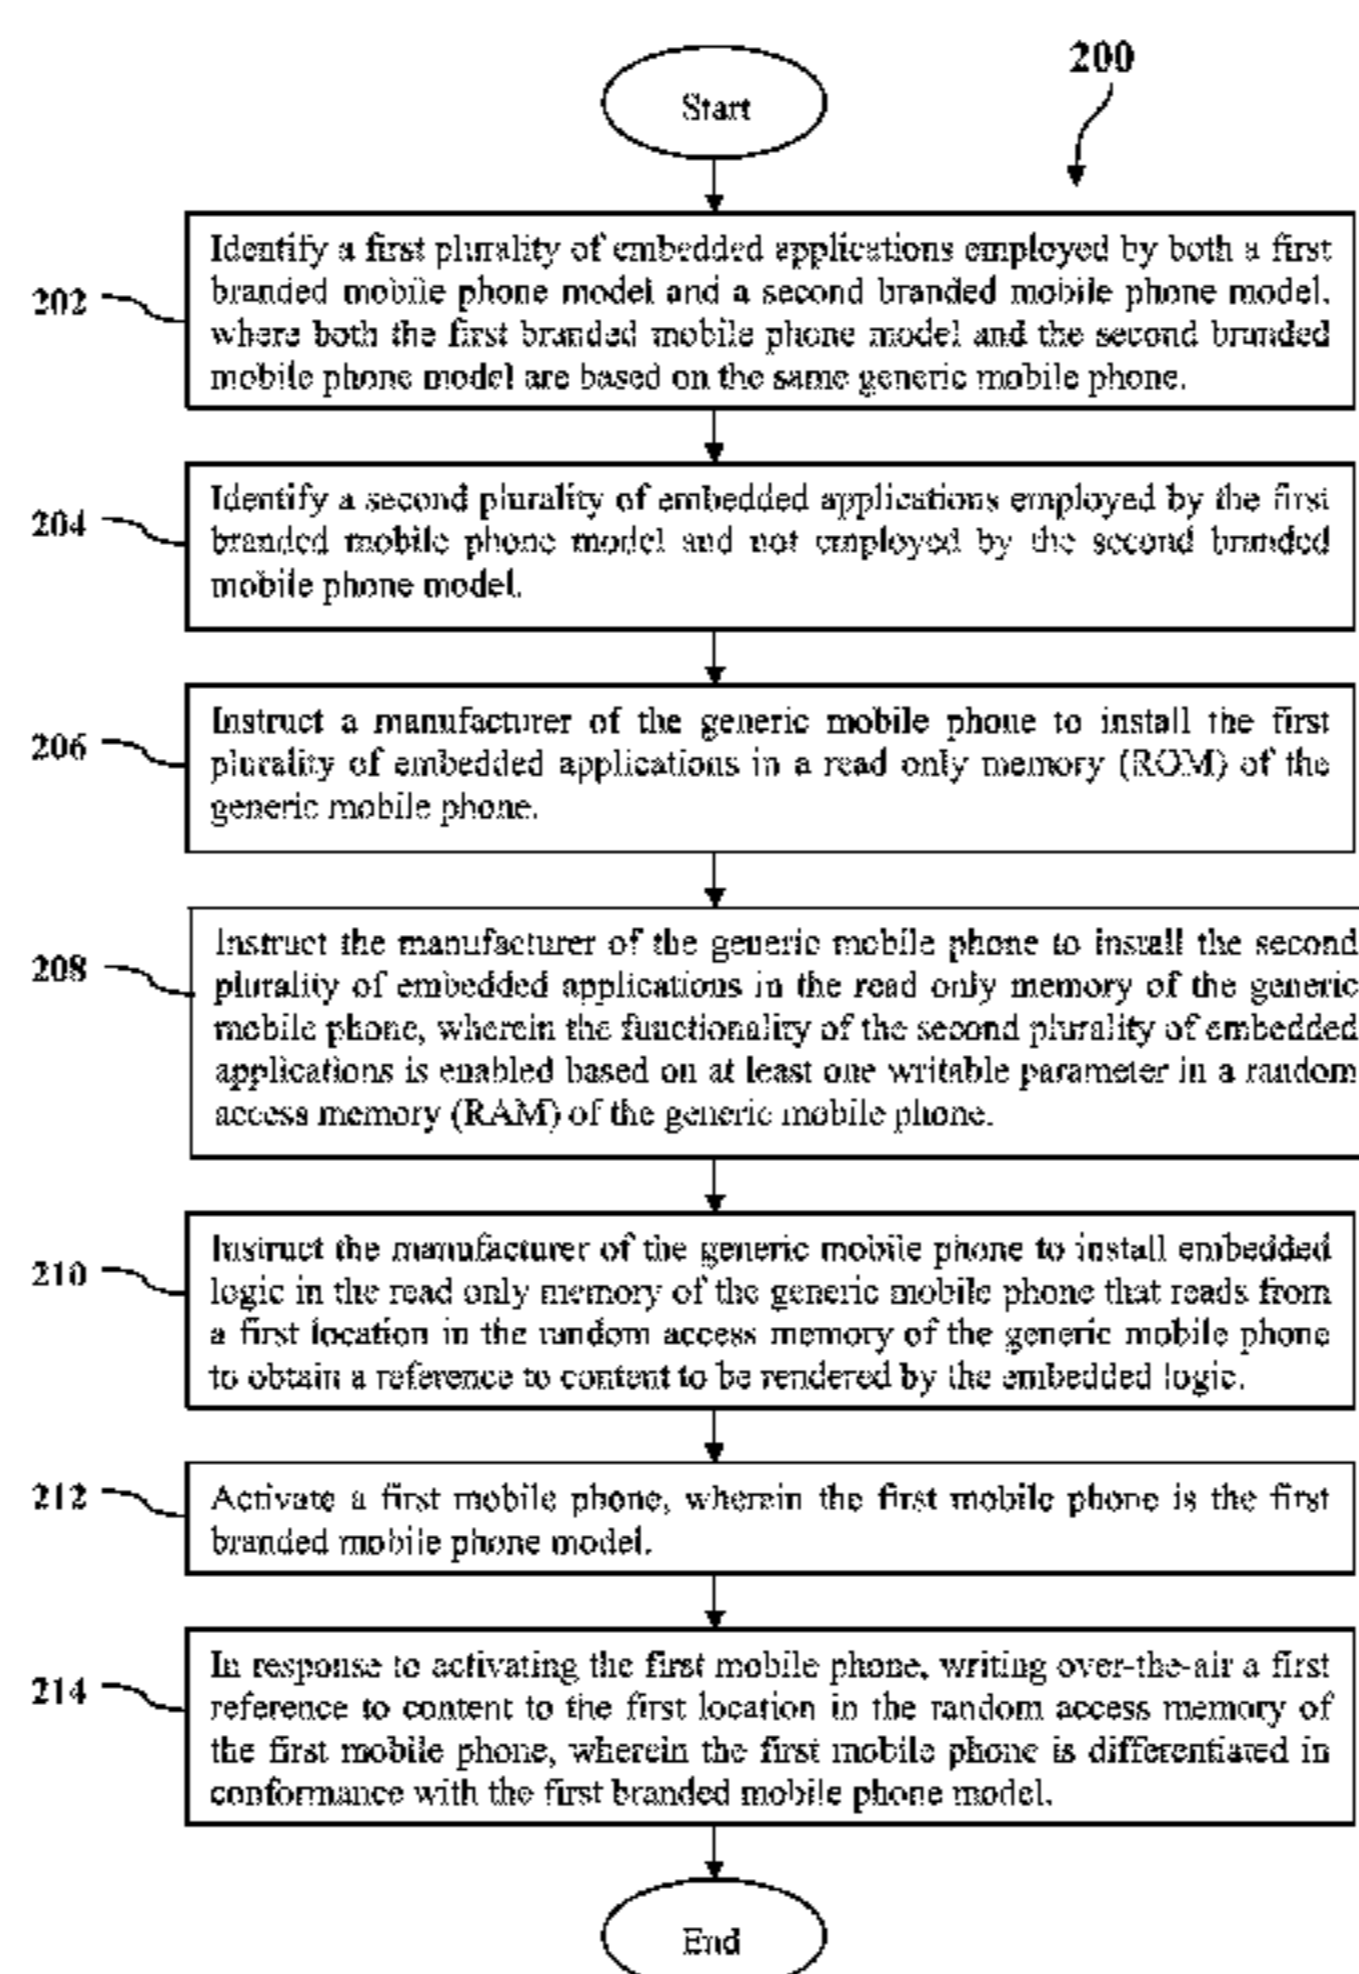 200
Start
202
Identify a first plurality of embedded applications employed by both a first
branded mobile phone model and a second branded mobile phone model,
where both the first branded mobile phone model and the second branded
mobile phone model are based on the same generic mobile phone.
204
Identify a second plurality of embedded applications employed by the first
branded mobile phone model and not employed by the second branded
mobile phone model.
206
Instruct a manufacturer of the generic mobile phone to install the first
plurality of embedded applications in a read only memory (ROM) of the
generic mobile phone.
208
Instruct the manufacturer of the generic mobile phone to install the second
plurality of embedded applications in the read only memory of the generic
mobile phone, wherein the functionality of the second plurality of embedded
applications is enabled based on at least one writable parameter in a random
access memory (RAM) of the generic mobile phone.
210
Instruct the manufacturer of the generic mobile phone to install embedded
logic in the read only memory of the generic mobile phone that reads from
a first location in the random access memory of the generic mobile phone
to obtain a reference to content to be rendered by the embedded logic.
212
Activate a first mobile phone, wherein the first mobile phone is the first
branded mobile phone model.
214
In response to activating the first mobile phone, writing over-the-air a first
reference to content to the first location in the random access memory of
the first mobile phone, wherein the first mobile phone is differentiated in
conformance with the first branded mobile phone model.
End